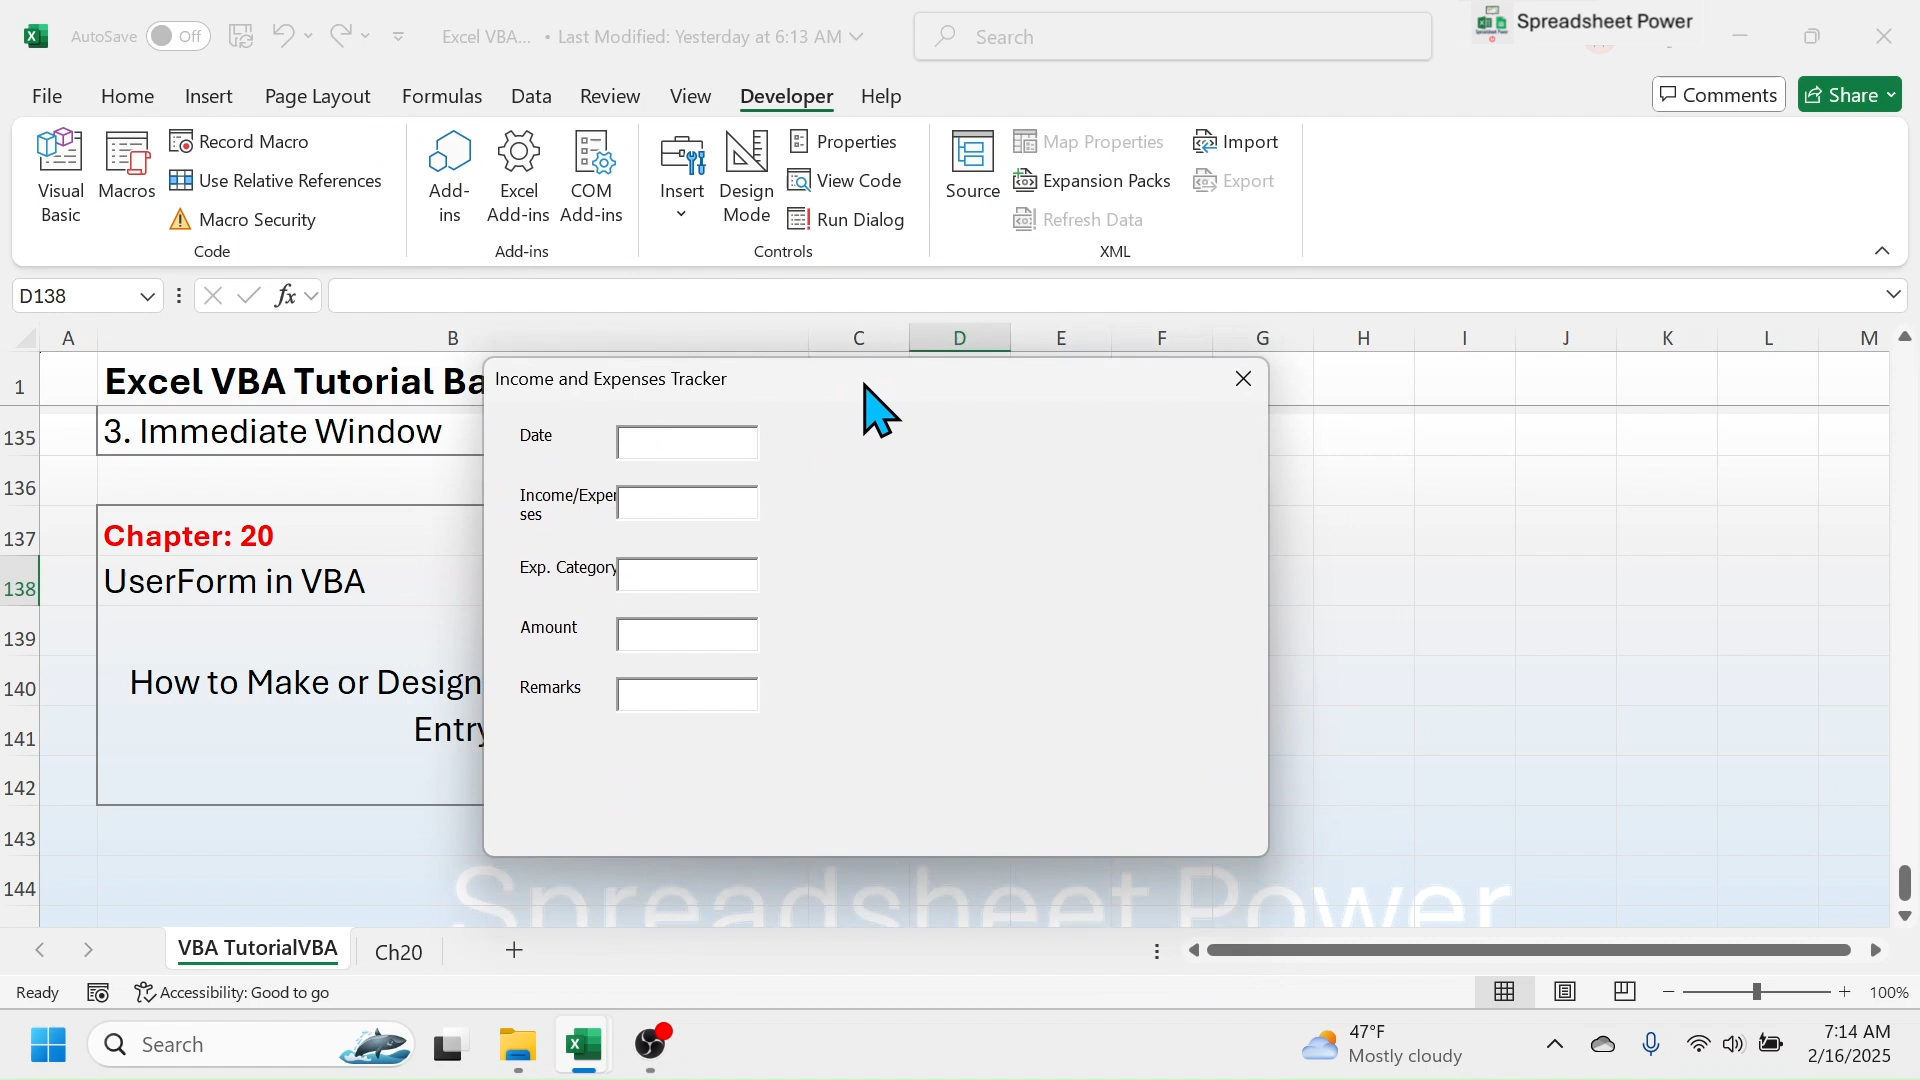 AutoSave Off Excel VBA... • Last Modified: Yesterday at 6:13 AM Search Spreadsheet Power
File Home Insert Page Layout Formulas Data Review View Developer Help Comments Share
Visual Basic
Macros
Record Macro
Use Relative References
Macro Security
Code
Add-ins
Excel Add-ins
COM Add-ins
Add-ins
Insert
Design Mode
Properties
View Code
Run Dialog
Controls
Source
Map Properties
Expansion Packs
Refresh Data
Import
Export
XML
D138 fx
A B C D E F G H I J K L M
1 Excel VBA Tutorial Ba
135 3. Immediate Window
136
137 Chapter: 20
138 UserForm in VBA
139
140 How to Make or Design
141 Entry
142
143
144
Income and Expenses Tracker
Date
Income/Expen
ses
Exp. Category
Amount
Remarks
Spreadsheet Power
VBA TutorialVBA Ch20
Ready Accessibility: Good to go 100%
Search
47°F
Mostly cloudy
7:14 AM
2/16/2025